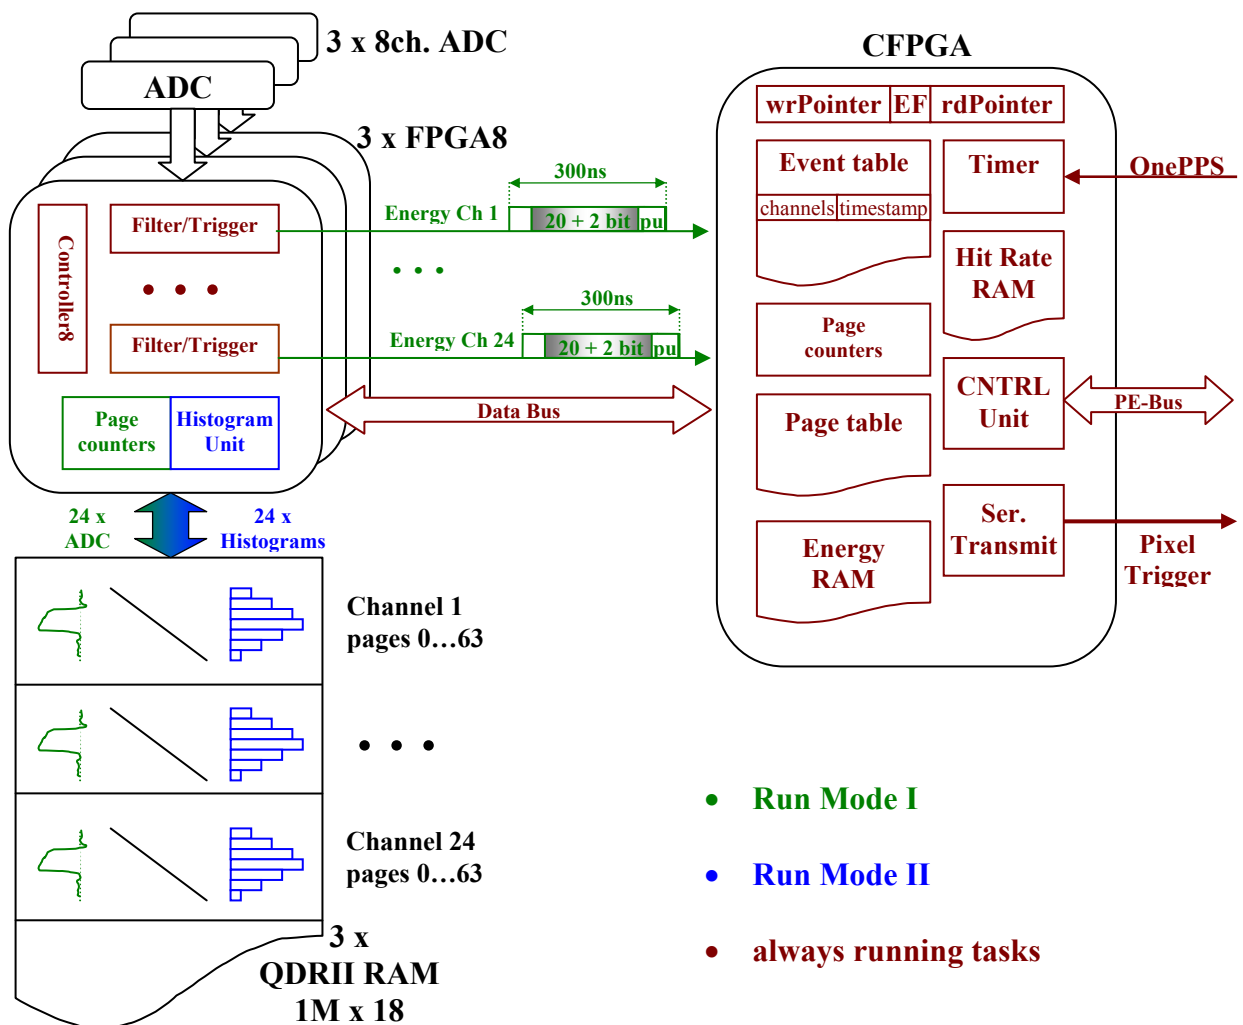 3 x 8ch. ADC
ADC
3 x FPGA8
Controller8
Filter/Trigger
• • •
Filter/Trigger
Page
counters
Histogram
Unit
300ns
Energy Ch 1
20 + 2 bit
pu
• • •
300ns
Energy Ch 24
20 + 2 bit
pu
Data Bus
CFPGA
wrPointer
EF
rdPointer
Event table
channels
timestamp
Timer
OnePPS
Hit Rate
RAM
Page
counters
CNTRL
Unit
PE-Bus
Page table
Ser.
Transmit
Pixel
Trigger
Energy
RAM
24 x
ADC
24 x
Histograms
Channel 1
pages 0…63
• • •
Channel 24
pages 0…63
3 x
QDRII RAM
1M x 18
• Run Mode I
• Run Mode II
• always running tasks